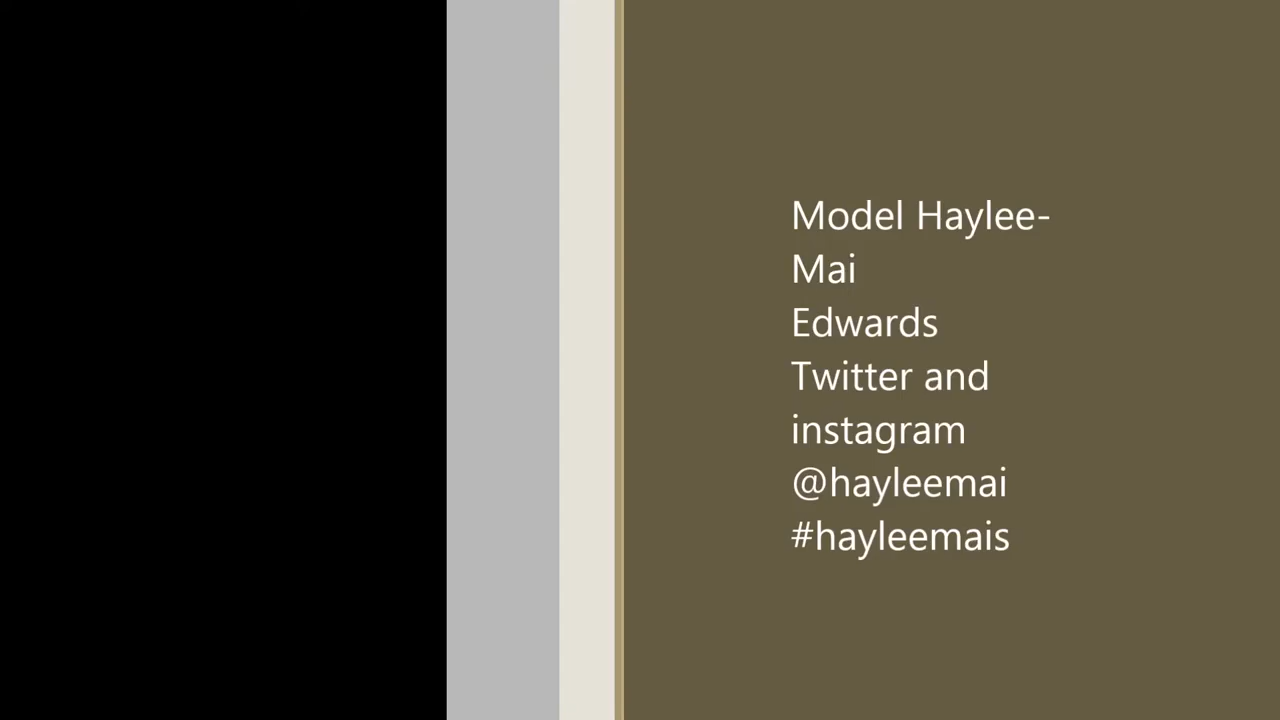 Model Haylee-
Mai
Edwards
Twitter and
instagram
@hayleemai
#hayleemais